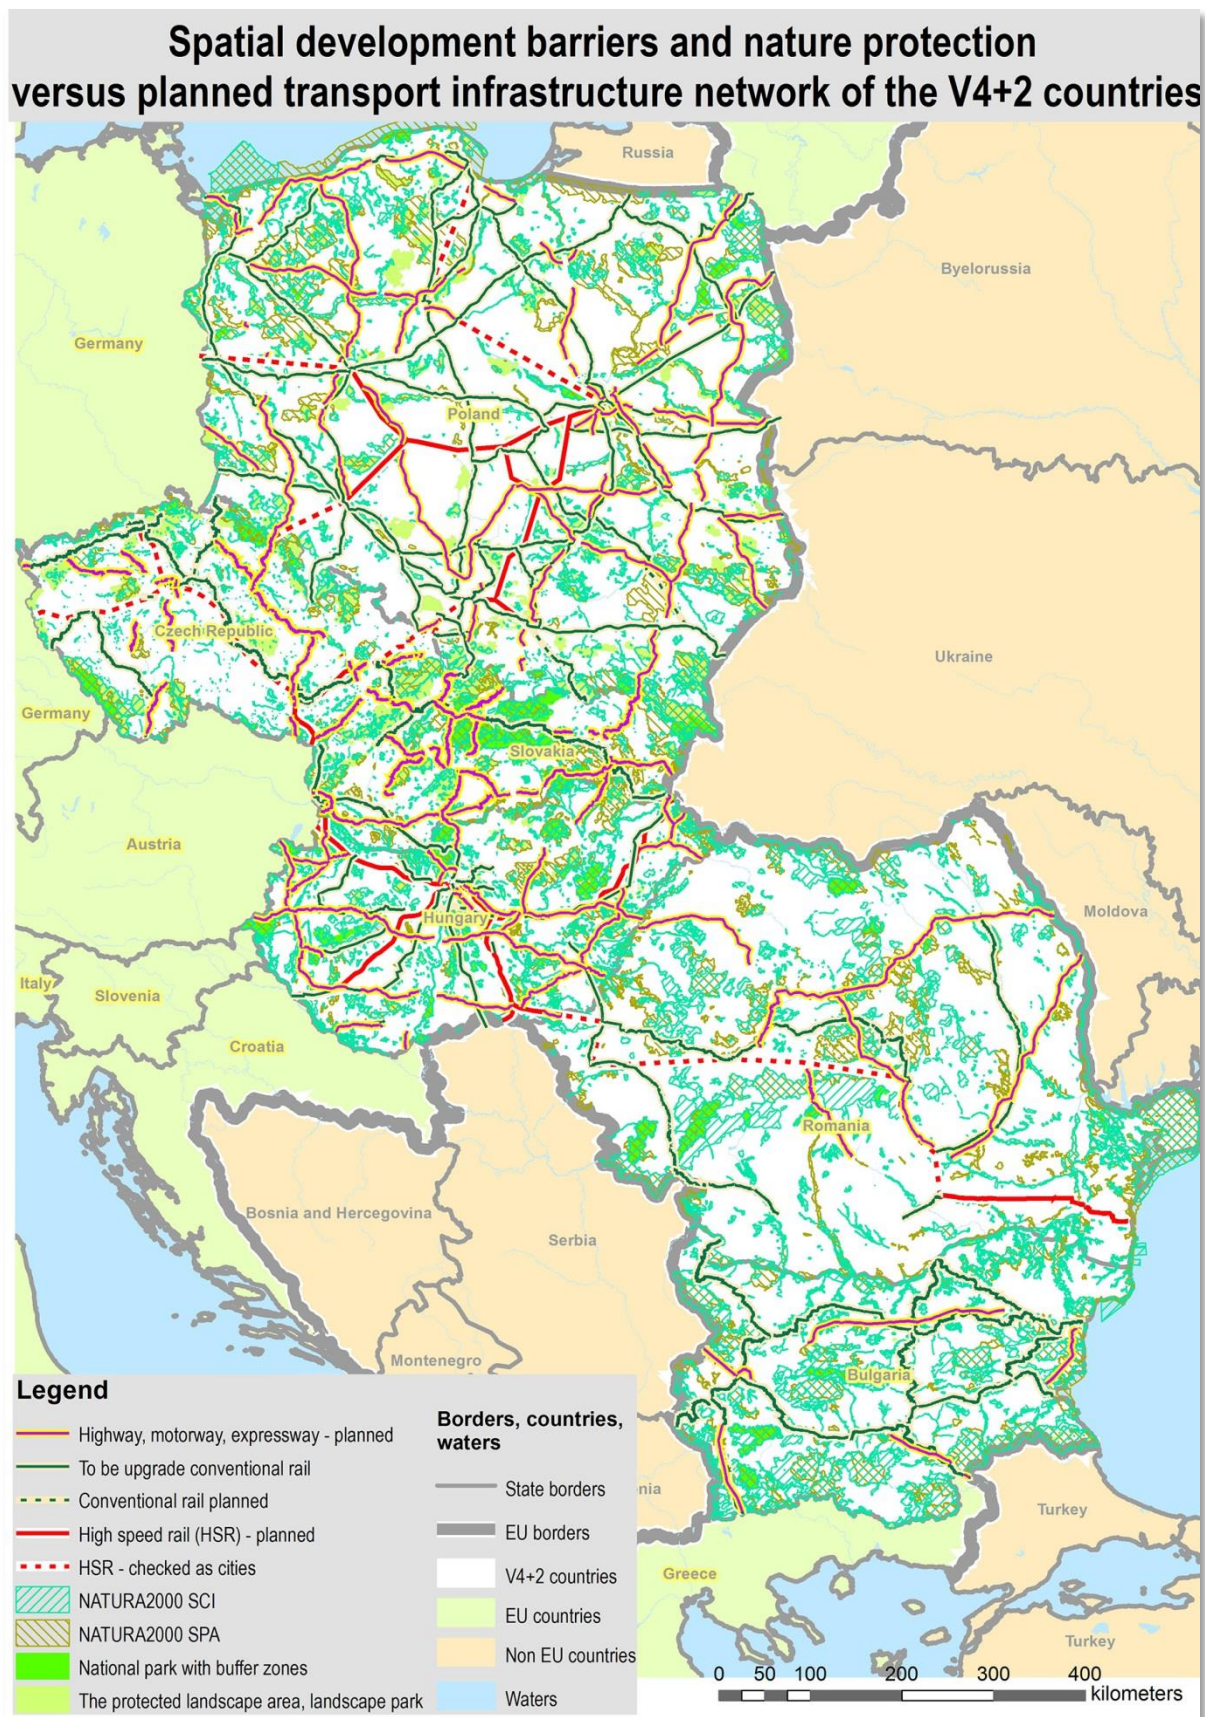 Spatial development barriers and nature protection
versus planned transport infrastructure network of the V4+2 countries
Russia
Byelorussia
Germany
Poland
Czech Republic
Ukraine
Germany
Slovakia
Austria
Hungary
Moldova
Italy
Slovenia
Croatia
Romania
Bosnia and Hercegovina
Serbia
Montenegro
Bulgaria
nia
Turkey
Greece
Turkey
Legend
Highway, motorway, expressway - planned
To be upgrade conventional rail
Conventional rail planned
High speed rail (HSR) - planned
HSR - checked as cities
NATURA2000 SCI
NATURA2000 SPA
National park with buffer zones
The protected landscape area, landscape park
Borders, countries,
waters
State borders
EU borders
V4+2 countries
EU countries
Non EU countries
Waters
0 50 100 200 300 400
kilometers